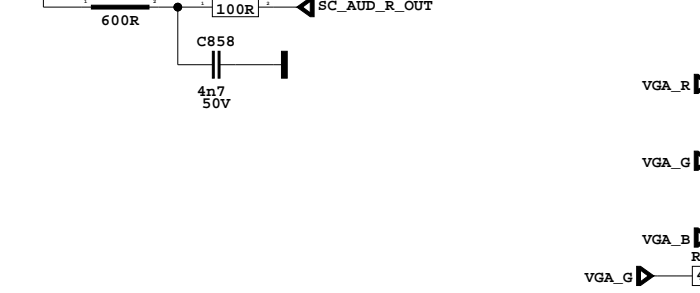 SC_AUD_R_OUT
100R
600R
C858
4n7
50V
VGA_R
VGA_G
VGA_B
R
VGA_G